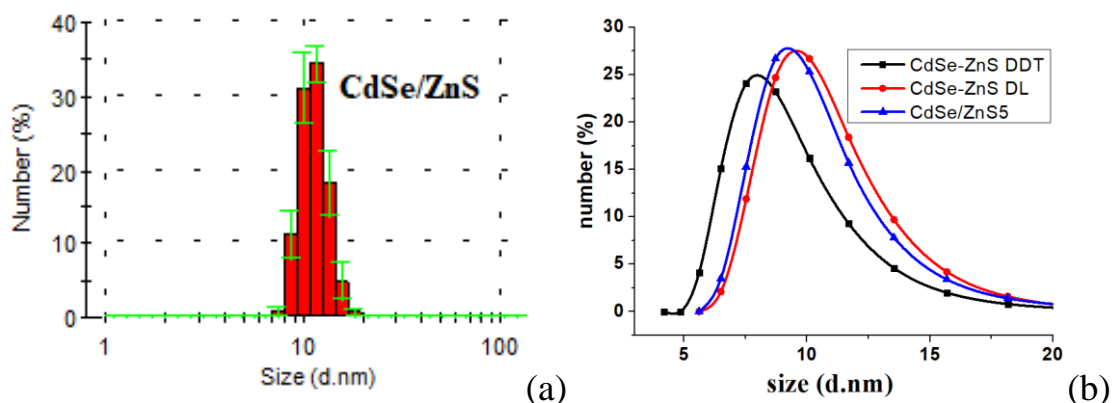 40
30
20
10
0
Number (%)
CdSe/ZnS
1
10
100
Size (d.nm)
(a)
30
25
20
15
10
5
0
number (%)
CdSe-ZnS DDT
CdSe-ZnS DL
CdSe/ZnS5
5
10
15
20
size (d.nm)
(b)